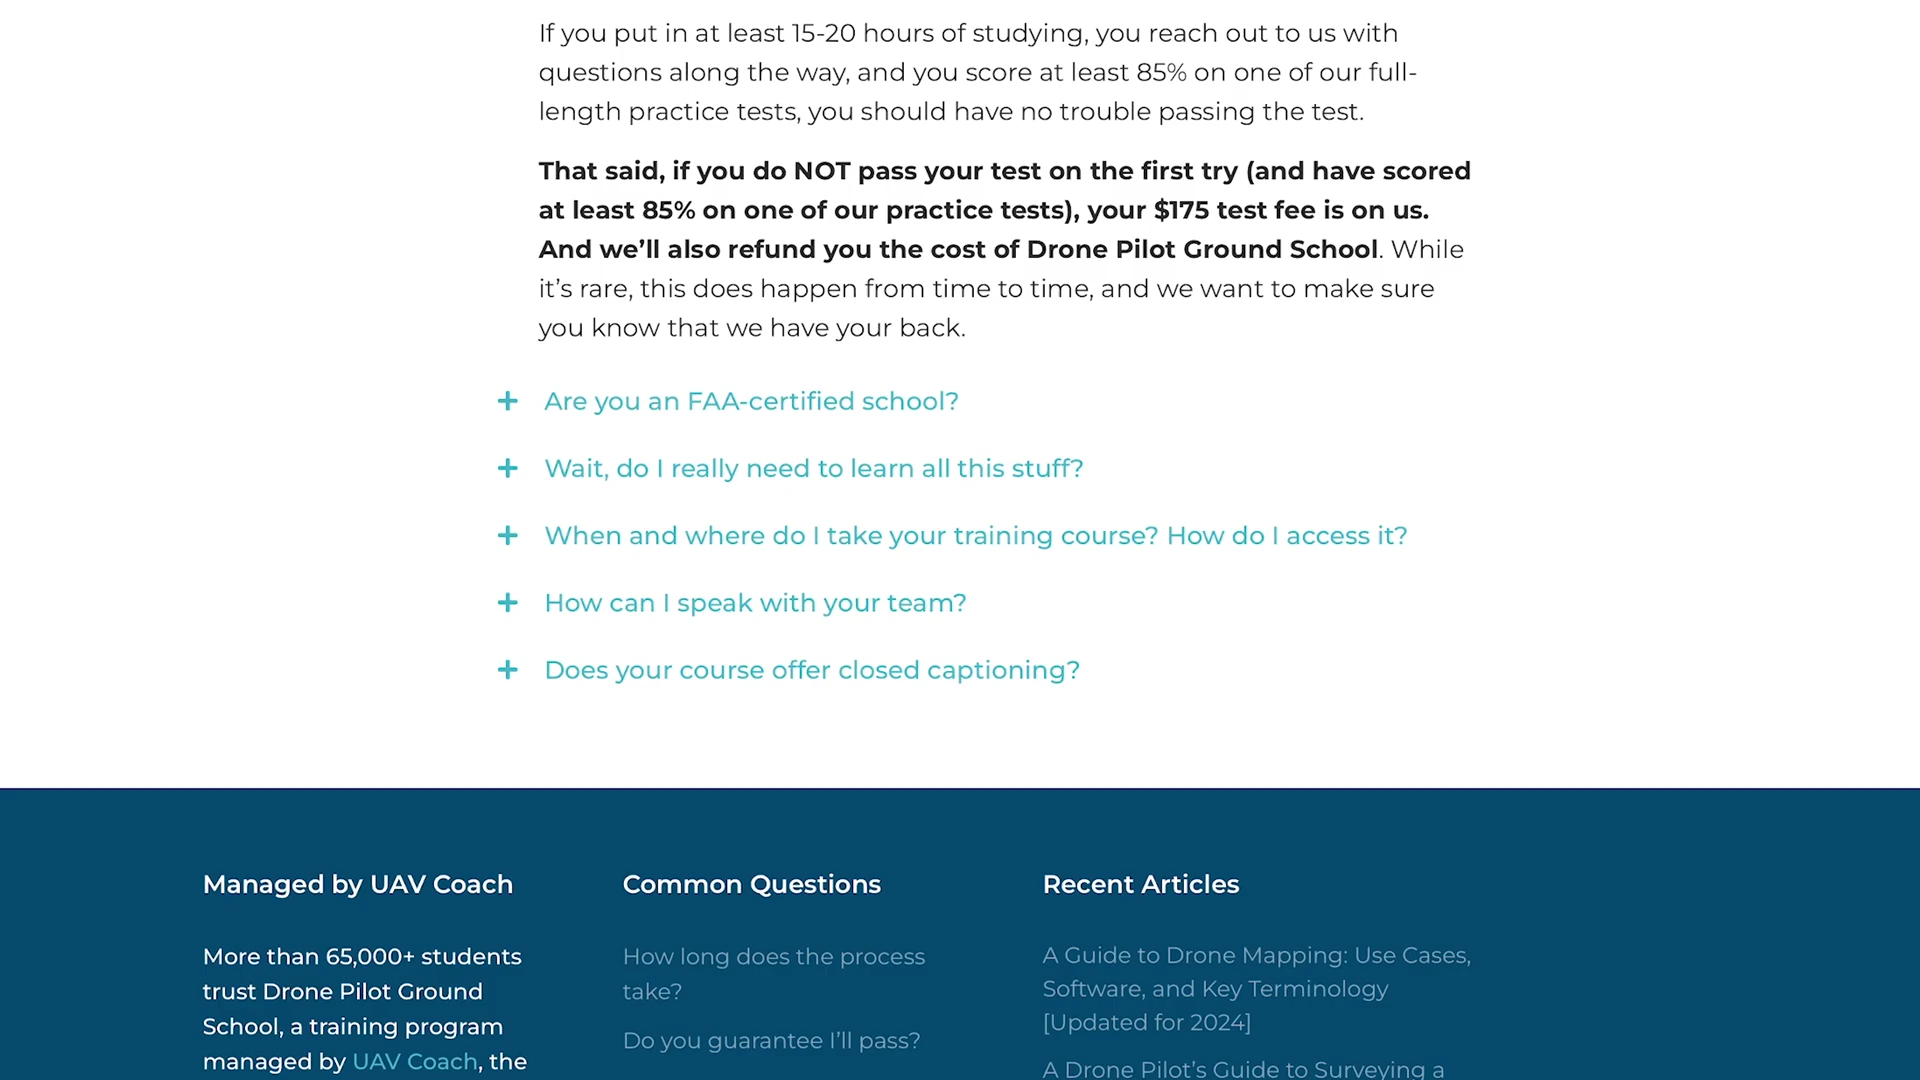 If you put in at least 15-20 hours of studying, you reach out to us with
questions along the way, and you score at least 85% on one of our full-
length practice tests, you should have no trouble passing the test.
That said, if you do NOT pass your test on the first try (and have scored
at least 85% on one of our practice tests), your $175 test fee is on us.
And we’ll also refund you the cost of Drone Pilot Ground School. While
it’s rare, this does happen from time to time, and we want to make sure
you know that we have your back.
Are you an FAA-certified school?
Wait, do I really need to learn all this stuff?
When and where do I take your training course? How do I access it?
How can I speak with your team?
Does your course offer closed captioning?
Managed by UAV Coach
More than 65,000+ students
trust Drone Pilot Ground
School, a training program
managed by UAV Coach, the
Common Questions
How long does the process
take?
Do you guarantee I’ll pass?
Recent Articles
A Guide to Drone Mapping: Use Cases,
Software, and Key Terminology
[Updated for 2024]
A Drone Pilot’s Guide to Surveying a